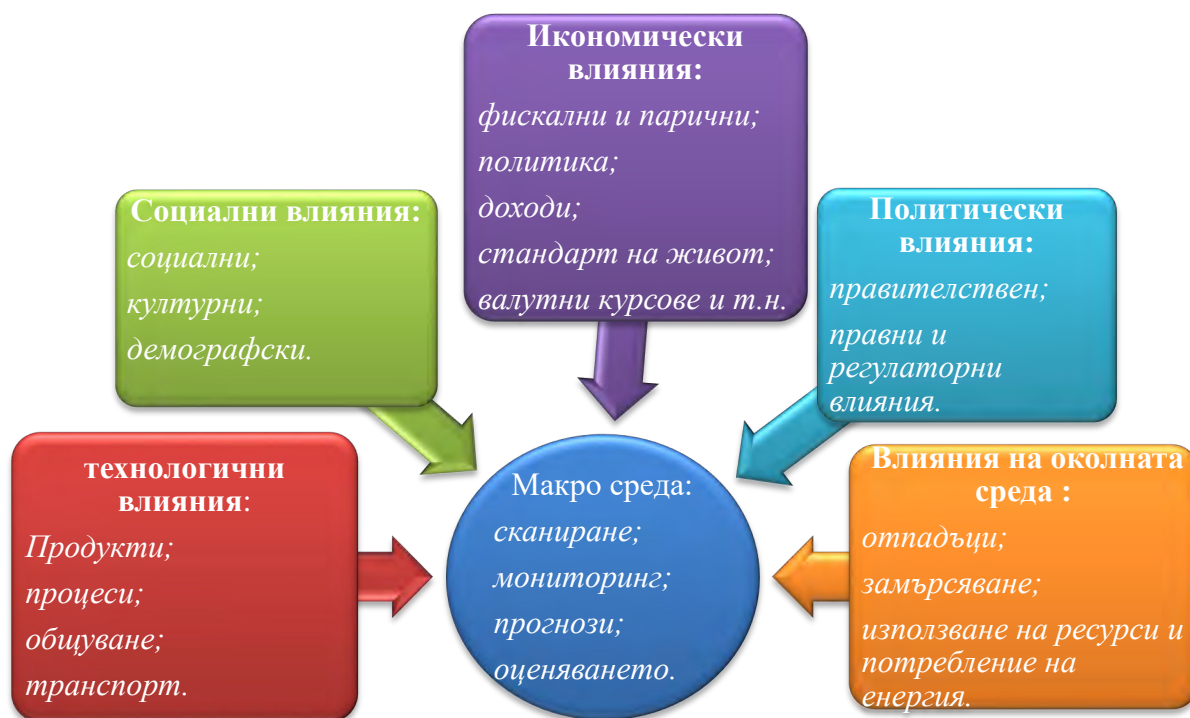 Икономически
влияния:
фискални и парични;
политика;
доходи;
стандарт на живот;
валутни курсове и т.н.
Социални влияния:
социални;
културни;
демографски.
Политически
влияния:
правителствен;
правни и
регулаторни
влияния.
технологични
влияния:
Продукти;
процеси;
общуване;
транспорт.
Макро среда:
сканиране;
мониторинг;
прогнози;
оценяването.
Влияния на околната
среда :
отпадъци;
замърсяване;
използване на ресурси и
потребление на
енергия.